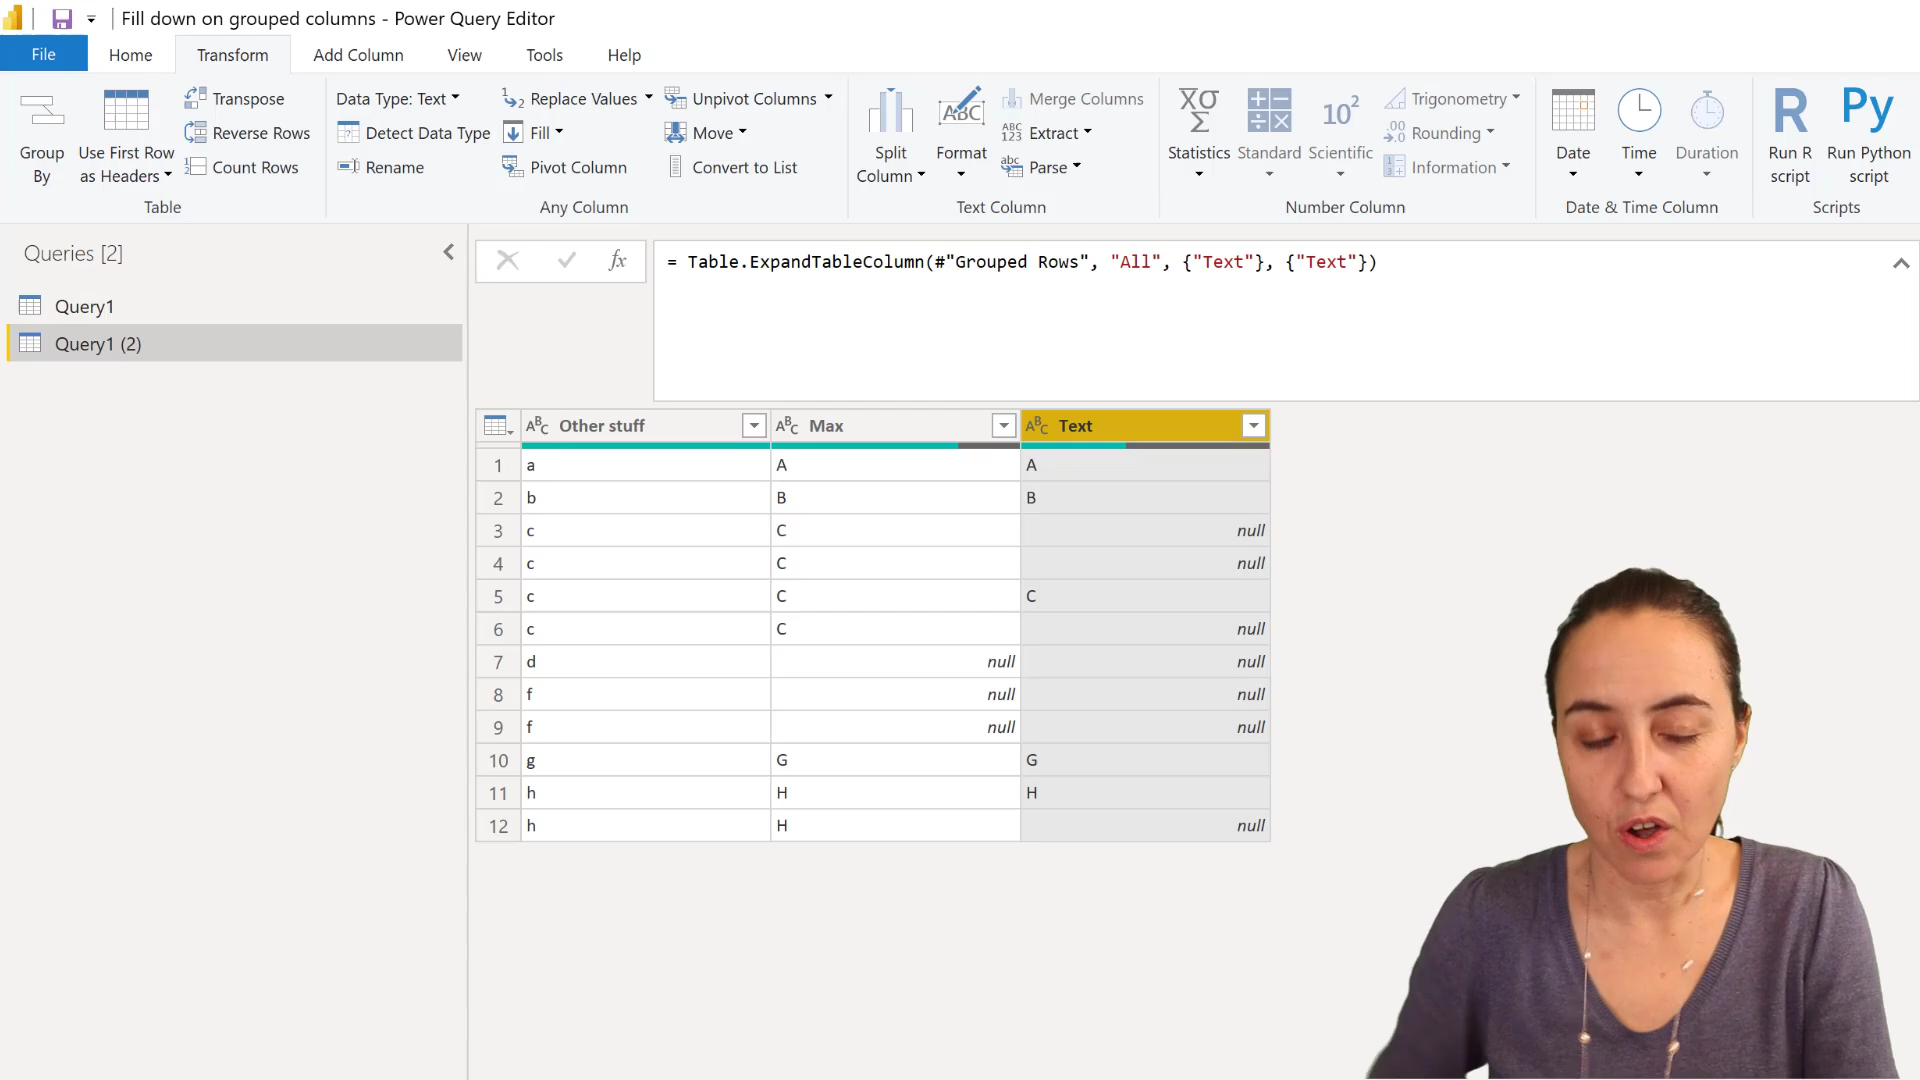 Fill down on grouped columns - Power Query Editor
File Home Transform Add Column View Tools Help
Group By
Use First Row as Headers
Transpose
Reverse Rows
Count Rows
Table
Data Type: Text
Detect Data Type
Rename
Replace Values
Fill
Pivot Column
Unpivot Columns
Move
Convert to List
Any Column
Split Column
Format
Merge Columns
Extract
Parse
Text Column
Statistics
Standard
Scientific
Trigonometry
Rounding
Information
Number Column
Date
Time
Duration
Date & Time Column
R
Run R script
Py
Run Python script
Scripts
Queries [2]
Query1
Query1 (2)
fx
= Table.ExpandTableColumn(#"Grouped Rows", "All", {"Text"}, {"Text"})
Other stuff Max Text
1 a A A
2 b B B
3 c C null
4 c C null
5 c C C
6 c C null
7 d null null
8 f null null
9 f null null
10 g G G
11 h H H
12 h H null